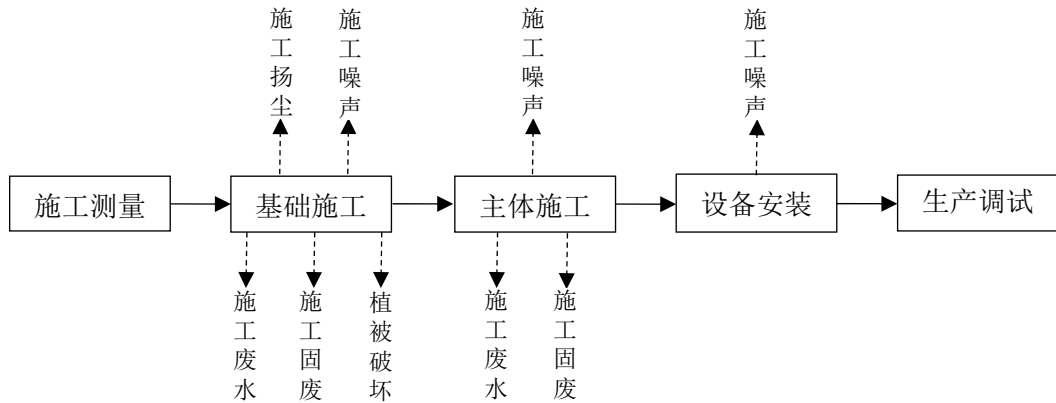 施工扬尘
施工噪声
施工噪声
施工噪声
施工测量
基础施工
主体施工
设备安装
生产调试
施工废水
施工固废
植被破坏
施工废水
施工固废